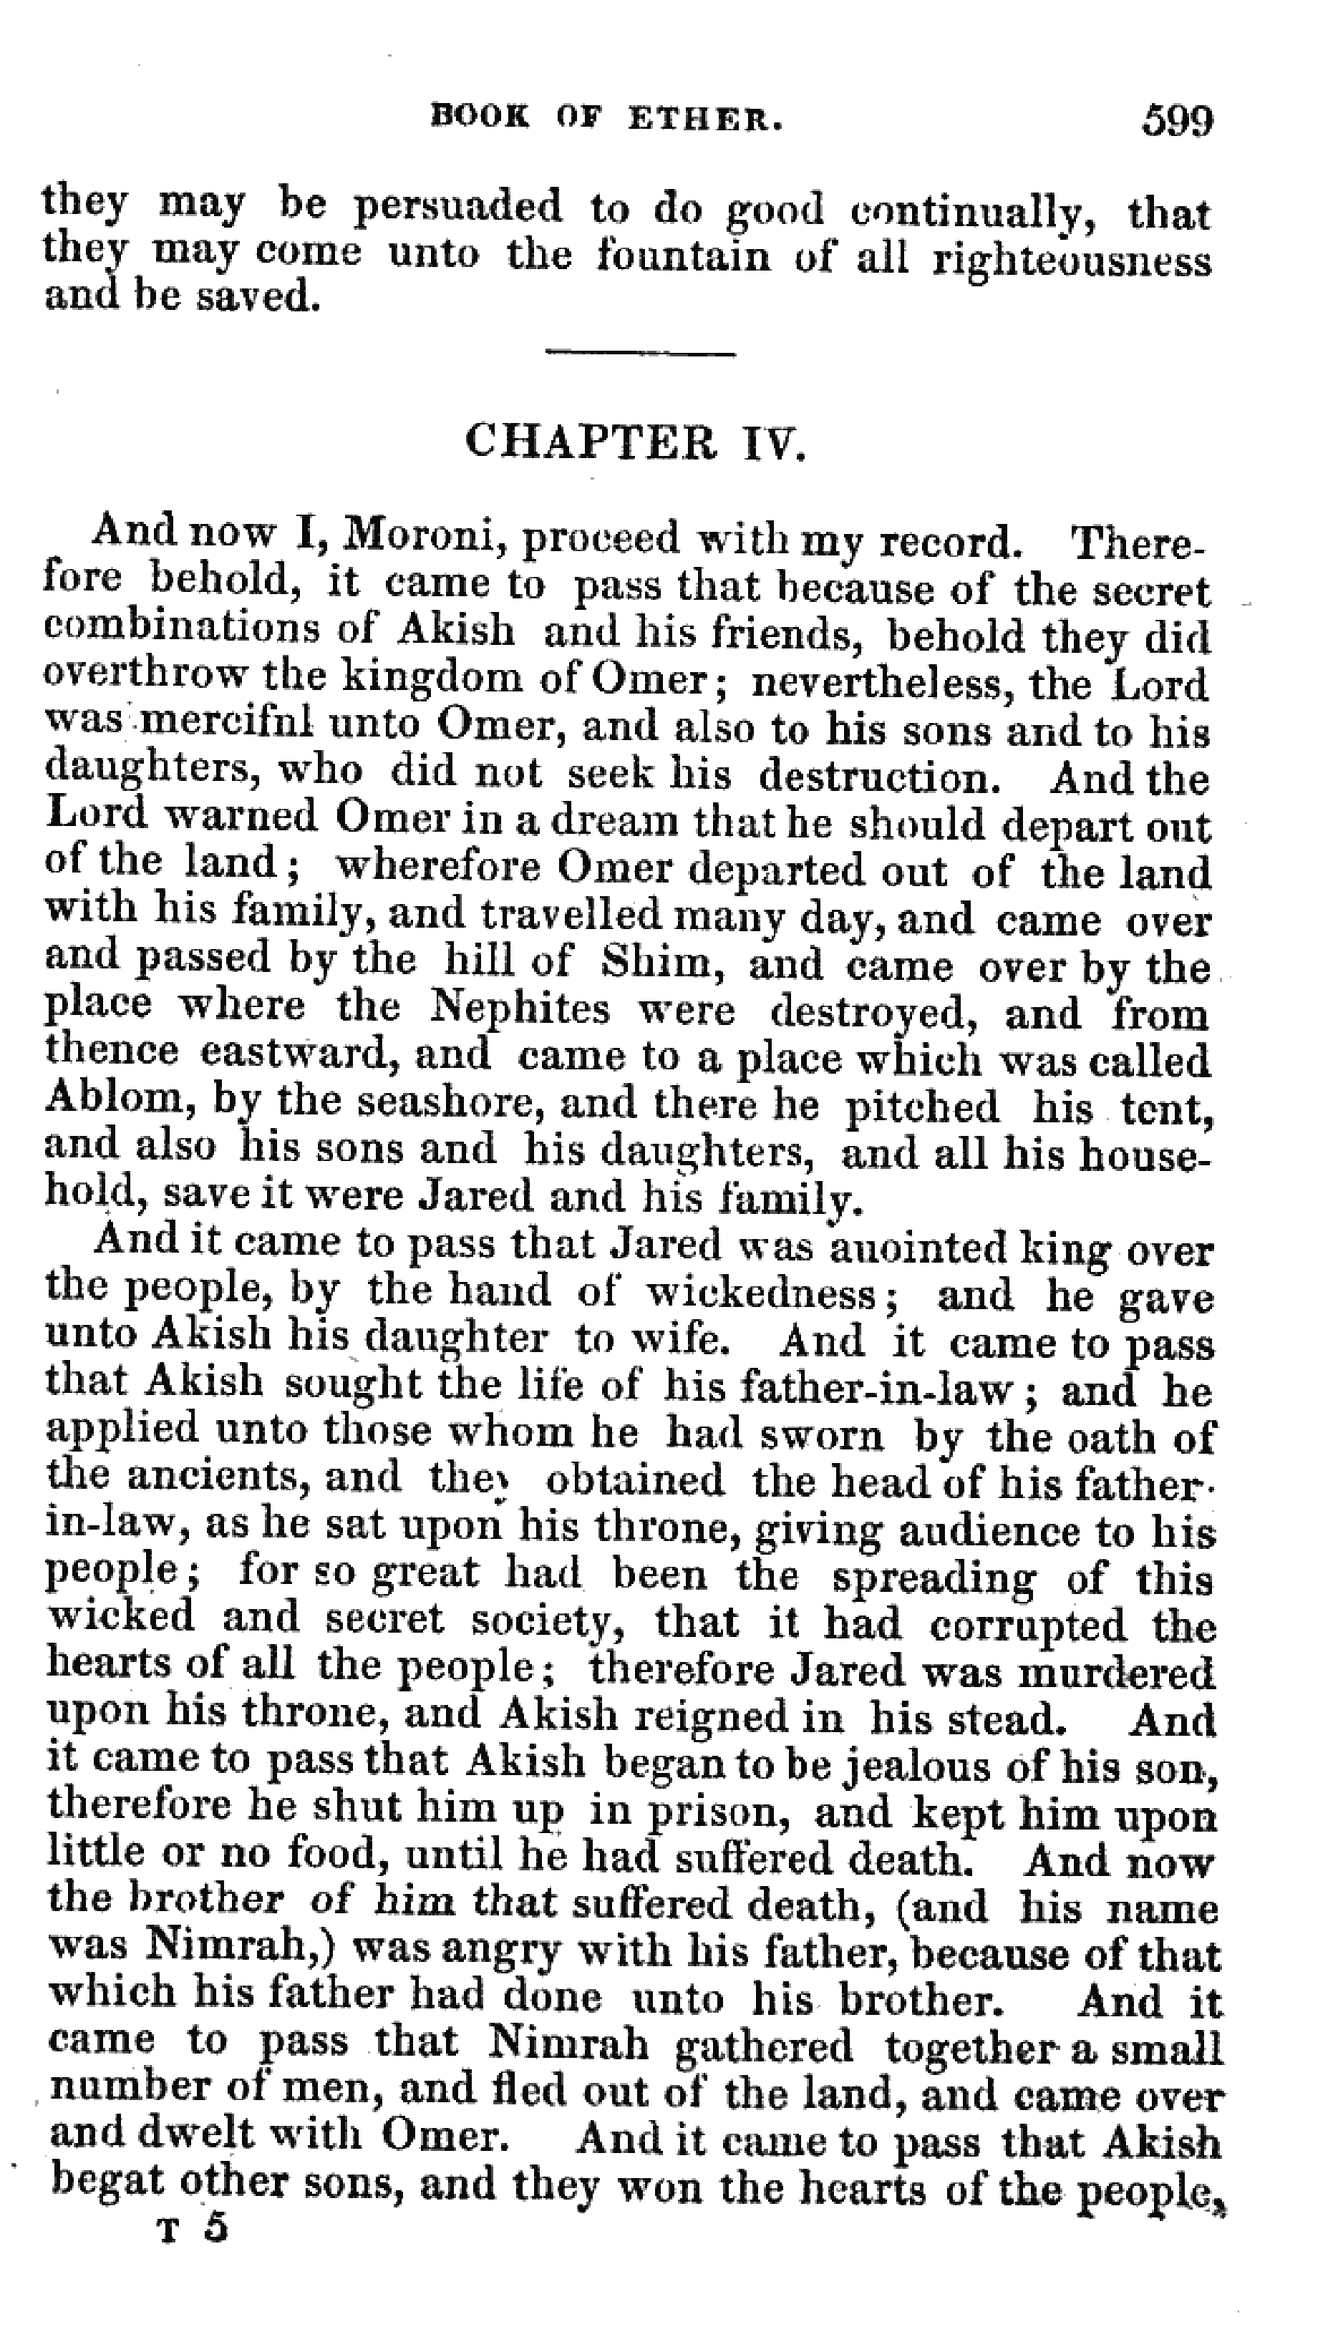 BOOK OF ETHER. 599
they may be persuaded to do good continually, that
they may come unto the fountain of all righteousness
and be saved.
CHAPTER IV.
And now I, Moroni, proceed with my record. There-
fore behold, it came to pass that because of the secret
combinations of Akish and his friends, behold they did
overthrow the kingdom of Omer; nevertheless, the Lord
was mercifnl unto Omer, and also to his sons and to his
daughters, who did not seek his destruction. And the
Lord warned Omer in a dream that he should depart out
of the land; wherefore Omer departed out of the land
with his family, and travelled many day, and came over
and passed by the hill of Shim, and came over by the
place where the Nephites were destroyed, and from
thence eastward, and came to a place which was called
Ablom, by the seashore, and there he pitched his tent,
and also his sons and his daughters, and all his house-
hold, save it were Jared and his family.
And it came to pass that Jared was anointed king over
the people, by the hand of wickedness; and he gave
unto Akish his daughter to wife. And it came to pass
that Akish sought the life of his father-in-law; and he
applied unto those whom he had sworn by the oath of
the ancients, and they obtained the head of his father-
in-law, as he sat upon his throne, giving audience to his
people; for so great had been the spreading of this
wicked and secret society, that it had corrupted the
hearts of all the people; therefore Jared was murdered
upon his throne, and Akish reigned in his stead. And
it came to pass that Akish began to be jealous of his son,
therefore he shut him up in prison, and kept him upon
little or no food, until he had suffered death. And now
the brother of him that suffered death, (and his name
was Nimrah,) was angry with his father, because of that
which his father had done unto his brother. And it
came to pass that Nimrah gathered together a small
number of men, and fled out of the land, and came over
and dwelt with Omer. And it came to pass that Akish
begat other sons, and they won the hearts of the people,
T 5